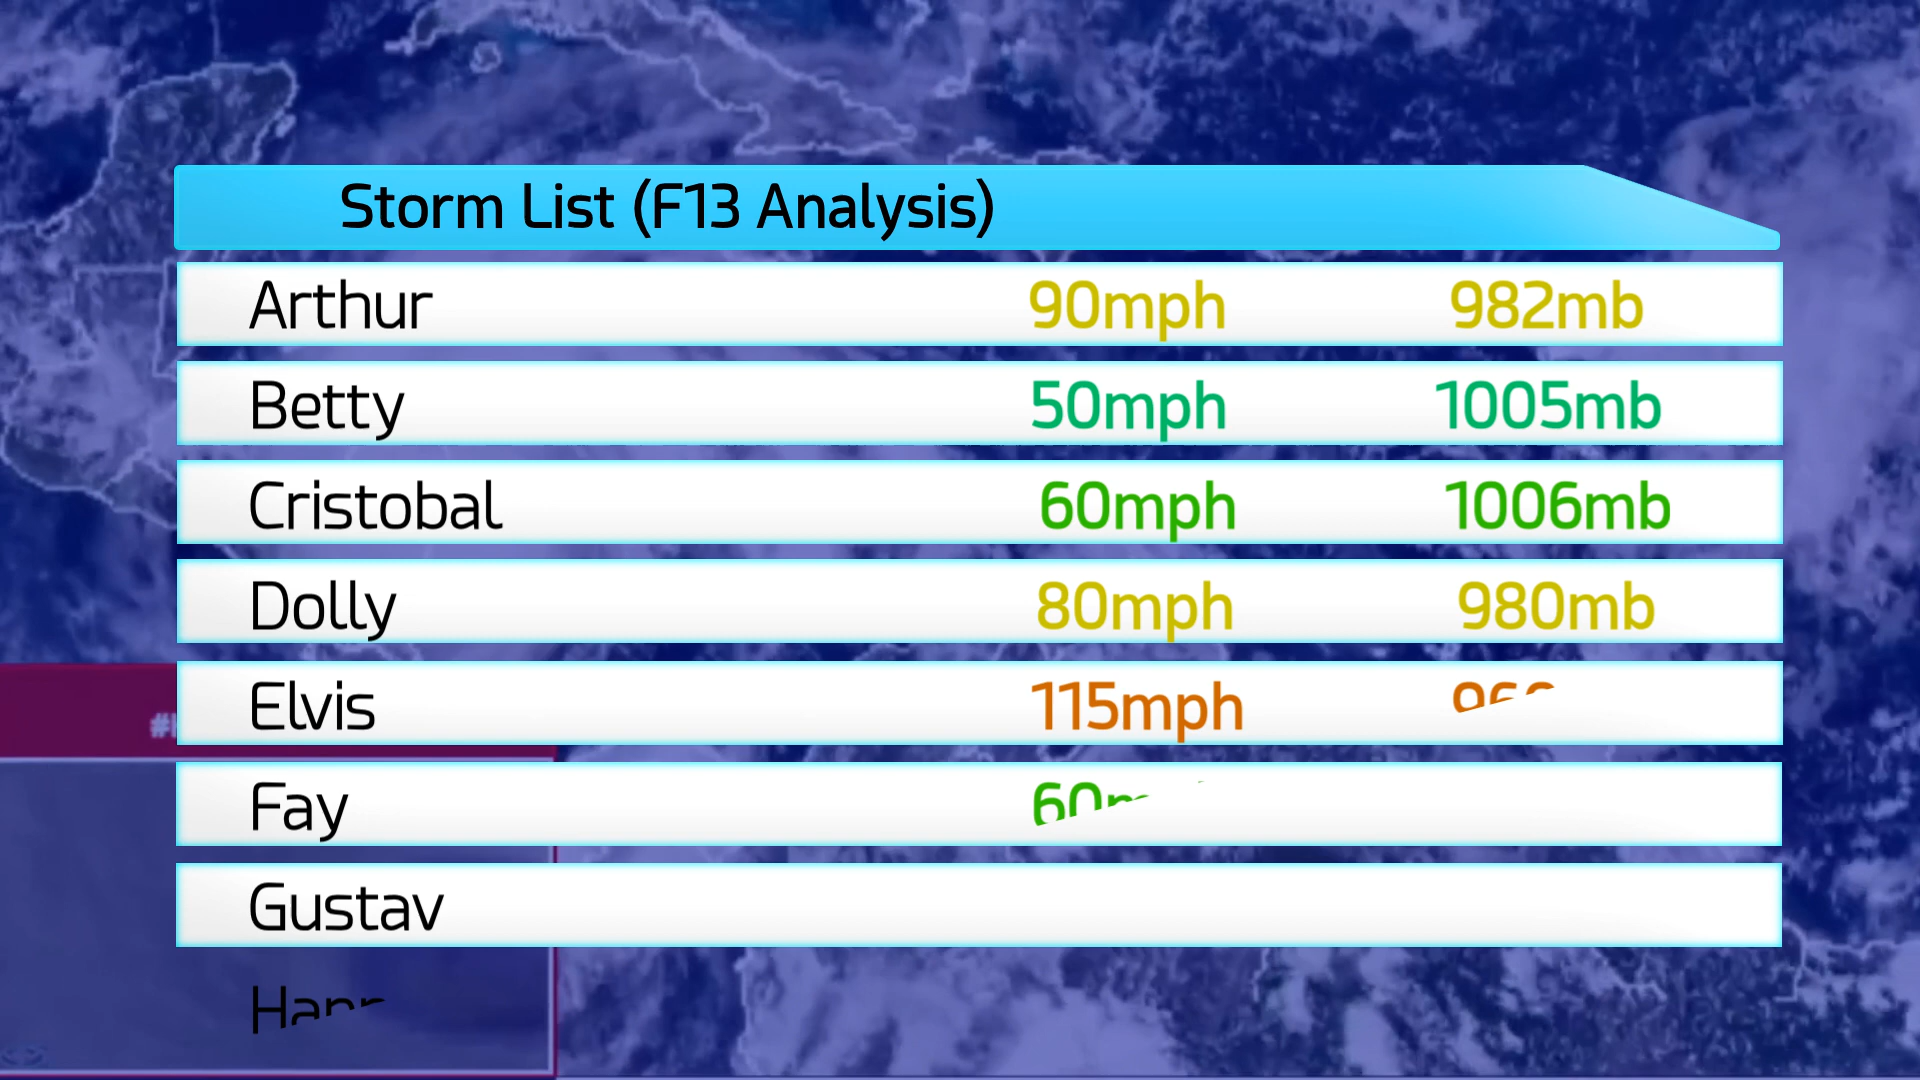 Storm List (F13 Analysis)
Arthur 90mph 982mb
Betty 50mph 1005mb
Cristobal 60mph 1006mb
Dolly 80mph 980mb
Elvis 115mph
Fay
Gustav